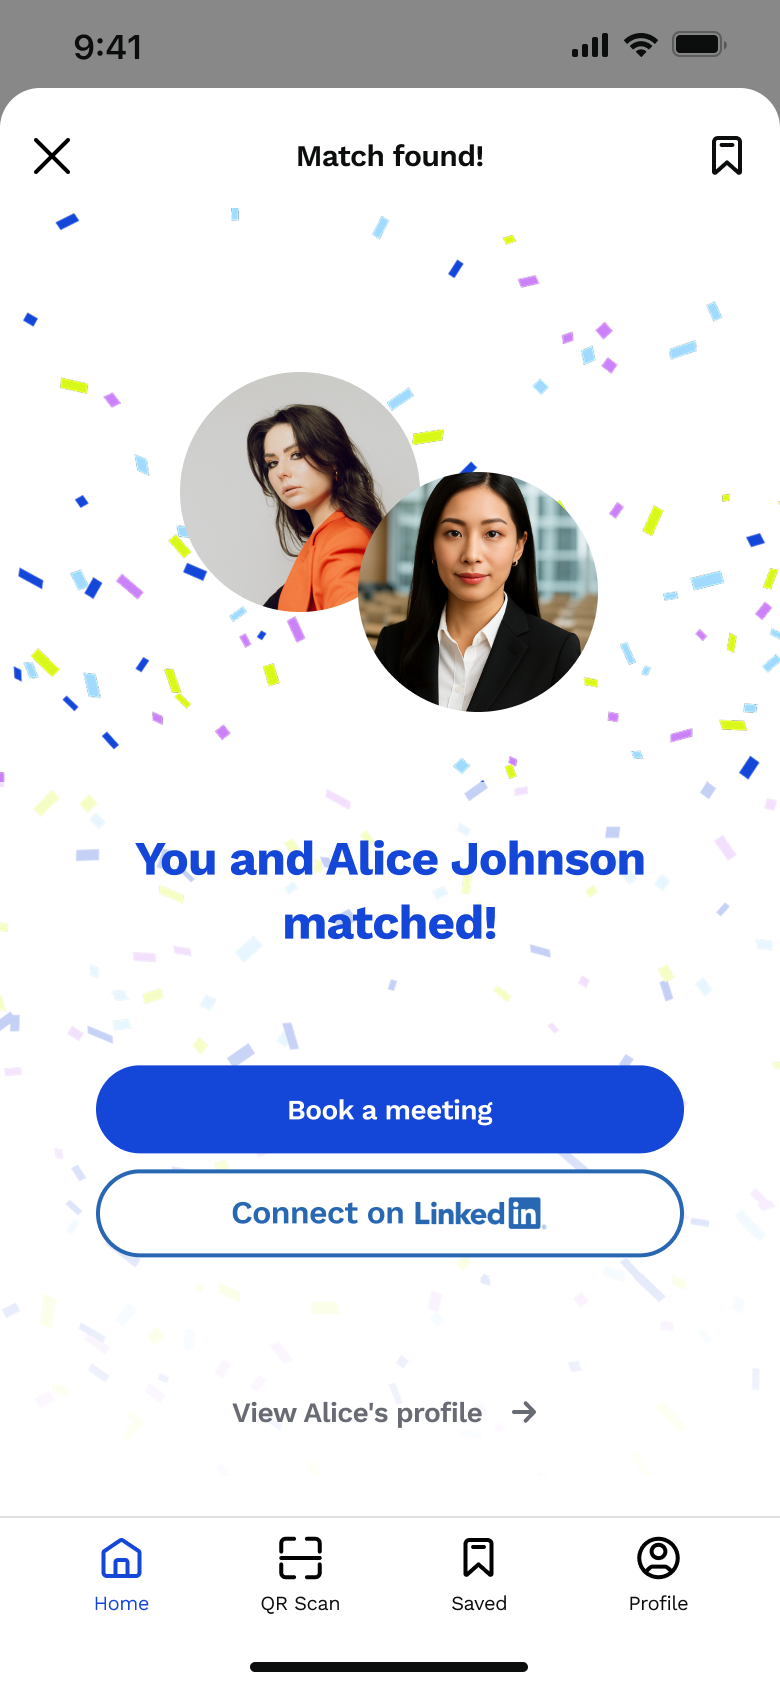 9:41
Match found!
You and Alice Johnson
matched!
Book a meeting
Connect on Linkedin
View Alice's profile
Home
QR Scan
Saved
Profile